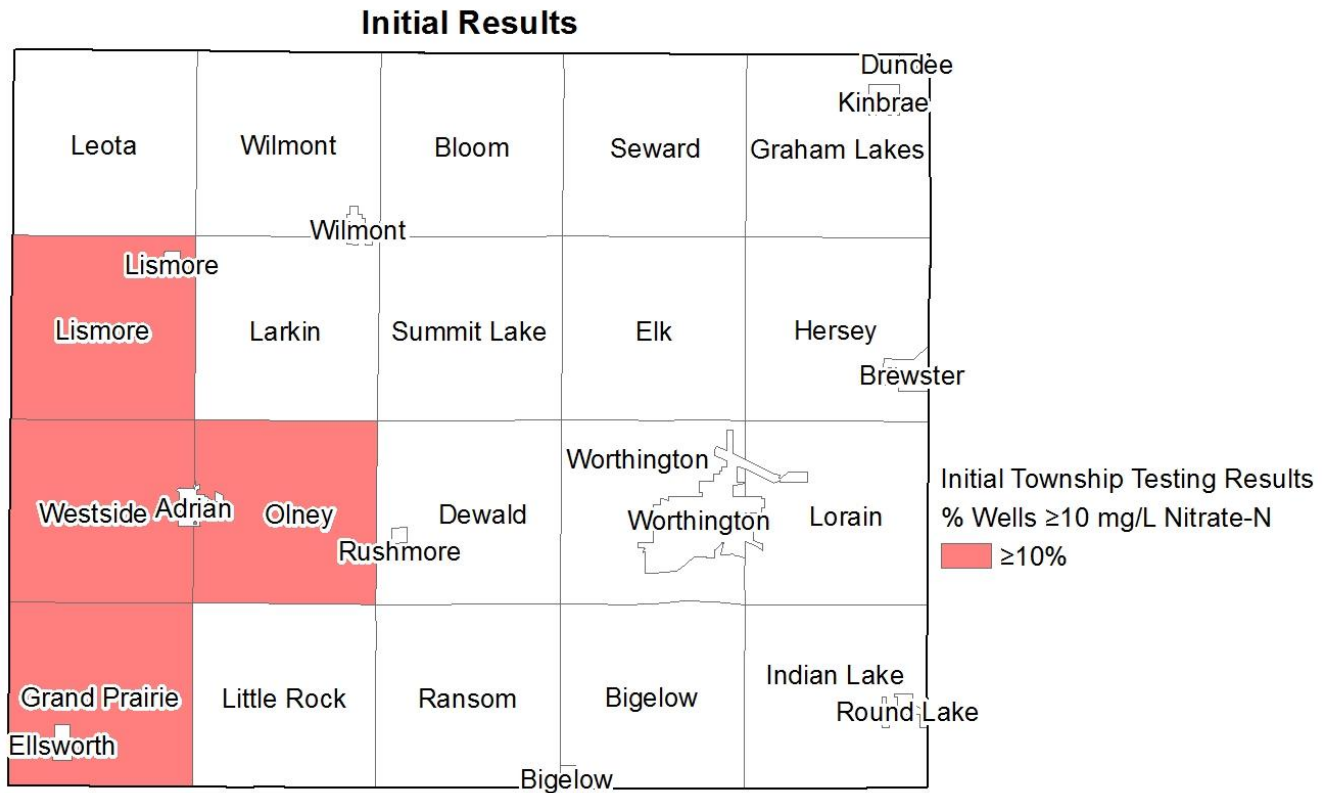 Initial Results
Dundee
Kinbrae
Leota
Wilmont
Bloom
Seward
Graham Lakes
Wilmont
Lismore
Lismore
Larkin
Summit Lake
Elk
Hersey
Brewster
Worthington
Westside
Adrian
Olney
Dewald
Worthington
Lorain
Rushmore
Initial Township Testing Results
% Wells ≥10 mg/L Nitrate-N
≥10%
Grand Prairie
Little Rock
Ransom
Bigelow
Indian Lake
Round Lake
Ellsworth
Bigelow